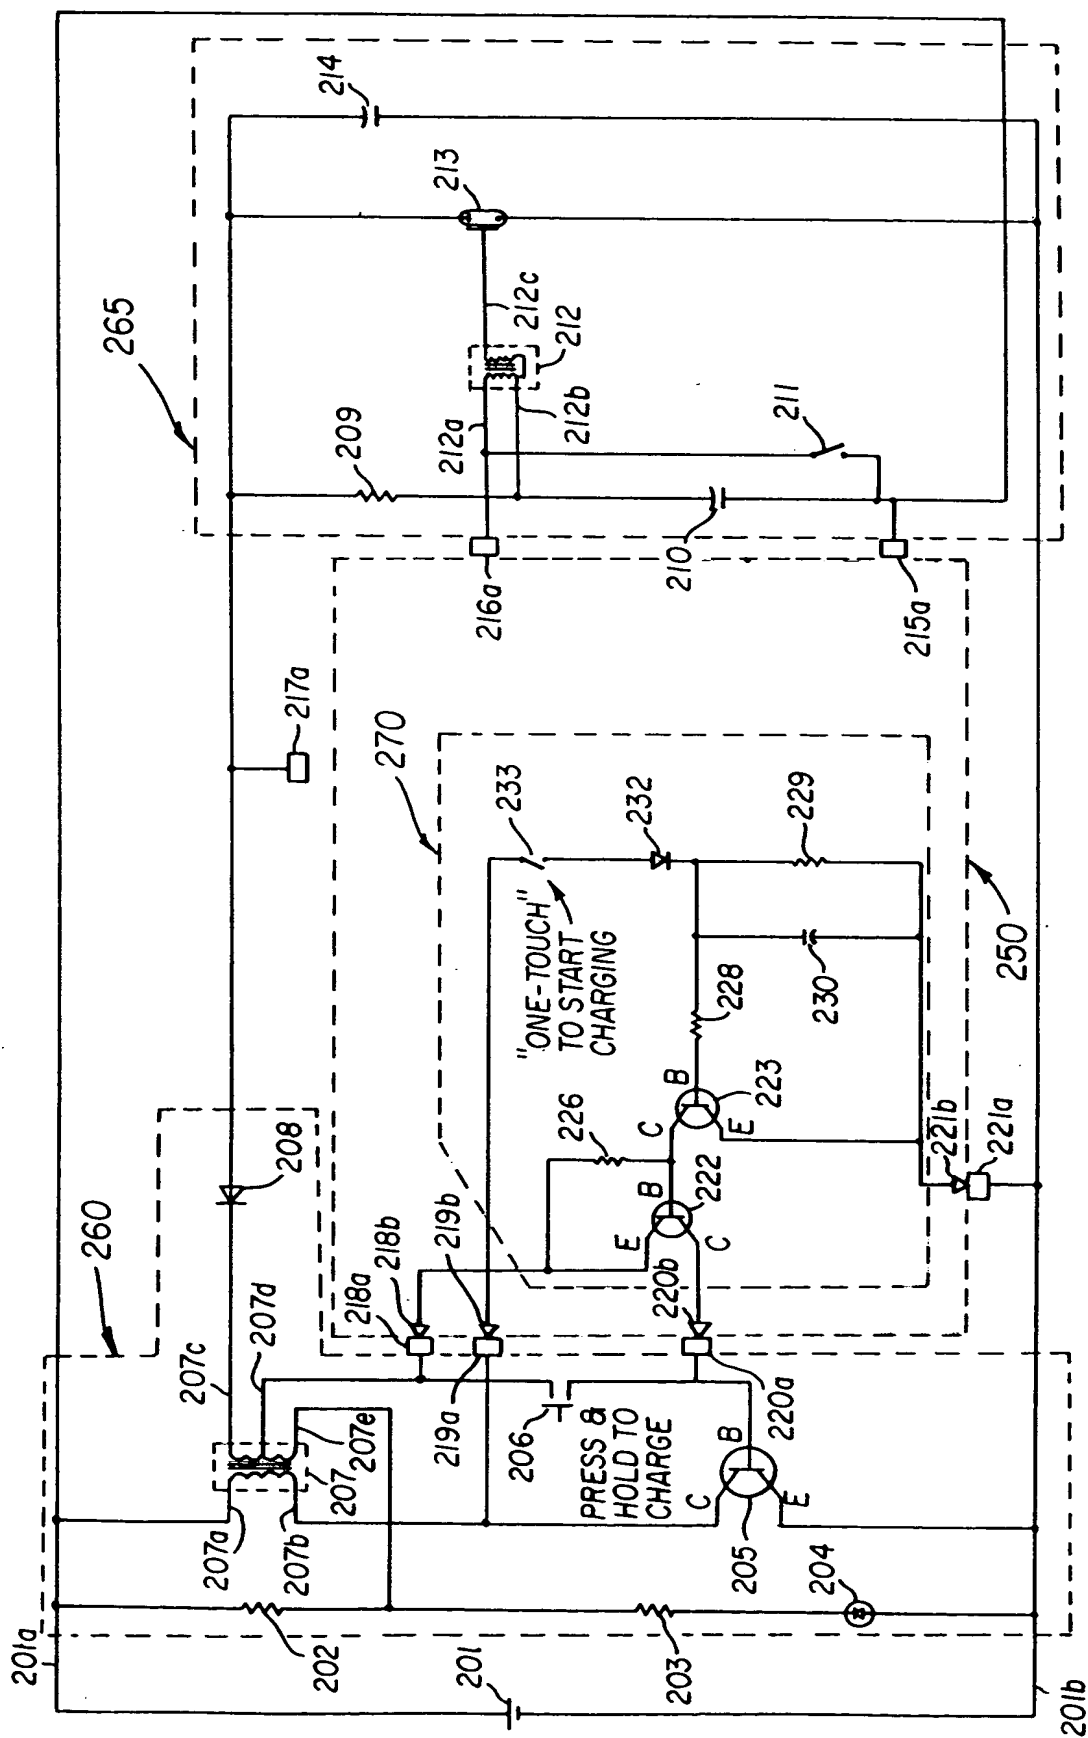 201a
201
201b
202
203
204
260
207a
207b
207
207e
207d
207c
208
205
C
B
E
PRESS &
HOLD TO
CHARGE
206
218a
218b
219a
219b
220a
220b
E
B
C
222
226
C
B
E
223
228
221b
221a
270
"ONE-TOUCH"
TO START
CHARGING
233
232
229
230
250
217a
216a
215a
265
209
210
211
212a
212b
212
212c
213
214